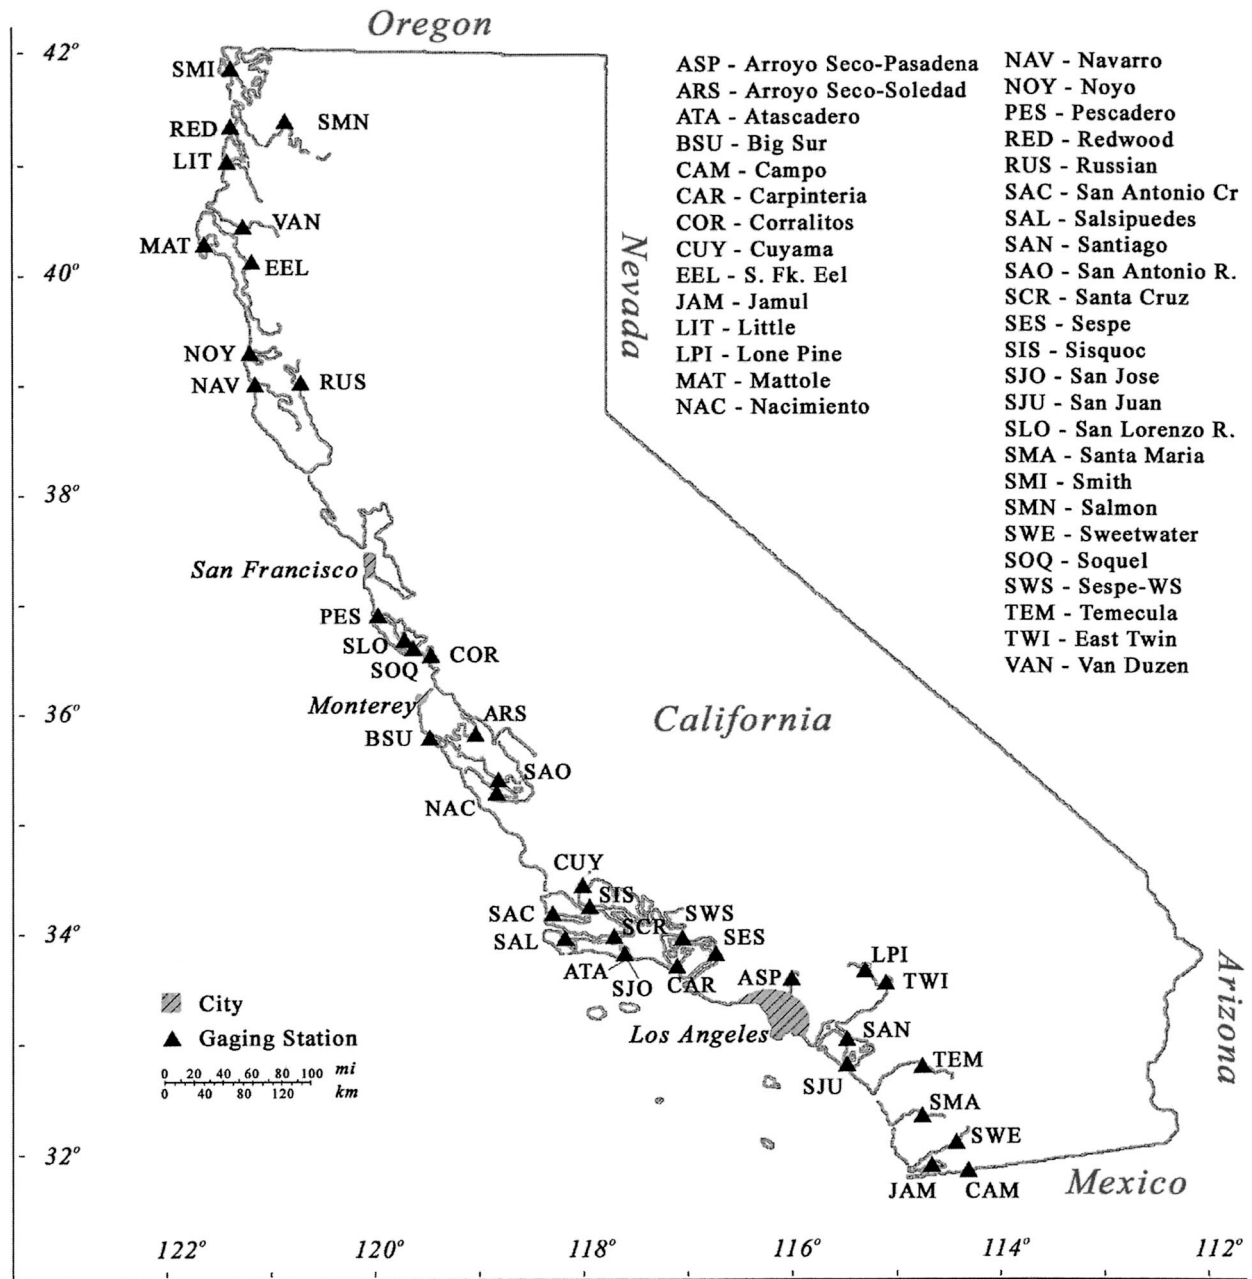 Oregon
42°
40°
38°
36°
34°
32°
SMI
RED
SMN
LIT
VAN
MAT
EEL
NOY
NAV
RUS
San Francisco
PES
SLO
SOQ
COR
Monterey
ARS
BSU
SAO
NAC
CUY
SIS
SAC
SCR
SWS
SAL
SES
ATA
SJO
CAR
ASP
LPI
TWI
Los Angeles
SAN
SJU
TEM
SMA
SWE
JAM
CAM
Nevada
California
Arizona
Mexico
ASP - Arroyo Seco-Pasadena
ARS - Arroyo Seco-Soledad
ATA - Atascadero
BSU - Big Sur
CAM - Campo
CAR - Carpinteria
COR - Corralitos
CUY - Cuyama
EEL - S. Fk. Eel
JAM - Jamul
LIT - Little
LPI - Lone Pine
MAT - Mattole
NAC - Nacimiento
NAV - Navarro
NOY - Noyo
PES - Pescadero
RED - Redwood
RUS - Russian
SAC - San Antonio Cr
SAL - Salsipuedes
SAN - Santiago
SAO - San Antonio R.
SCR - Santa Cruz
SES - Sespe
SIS - Sisquoc
SJO - San Jose
SJU - San Juan
SLO - San Lorenzo R.
SMA - Santa Maria
SMI - Smith
SMN - Salmon
SWE - Sweetwater
SOQ - Soquel
SWS - Sespe-WS
TEM - Temecula
TWI - East Twin
VAN - Van Duzen
City
Gaging Station
0 20 40 60 80 100 mi
0 40 80 120 km
122° 120° 118° 116° 114° 112°